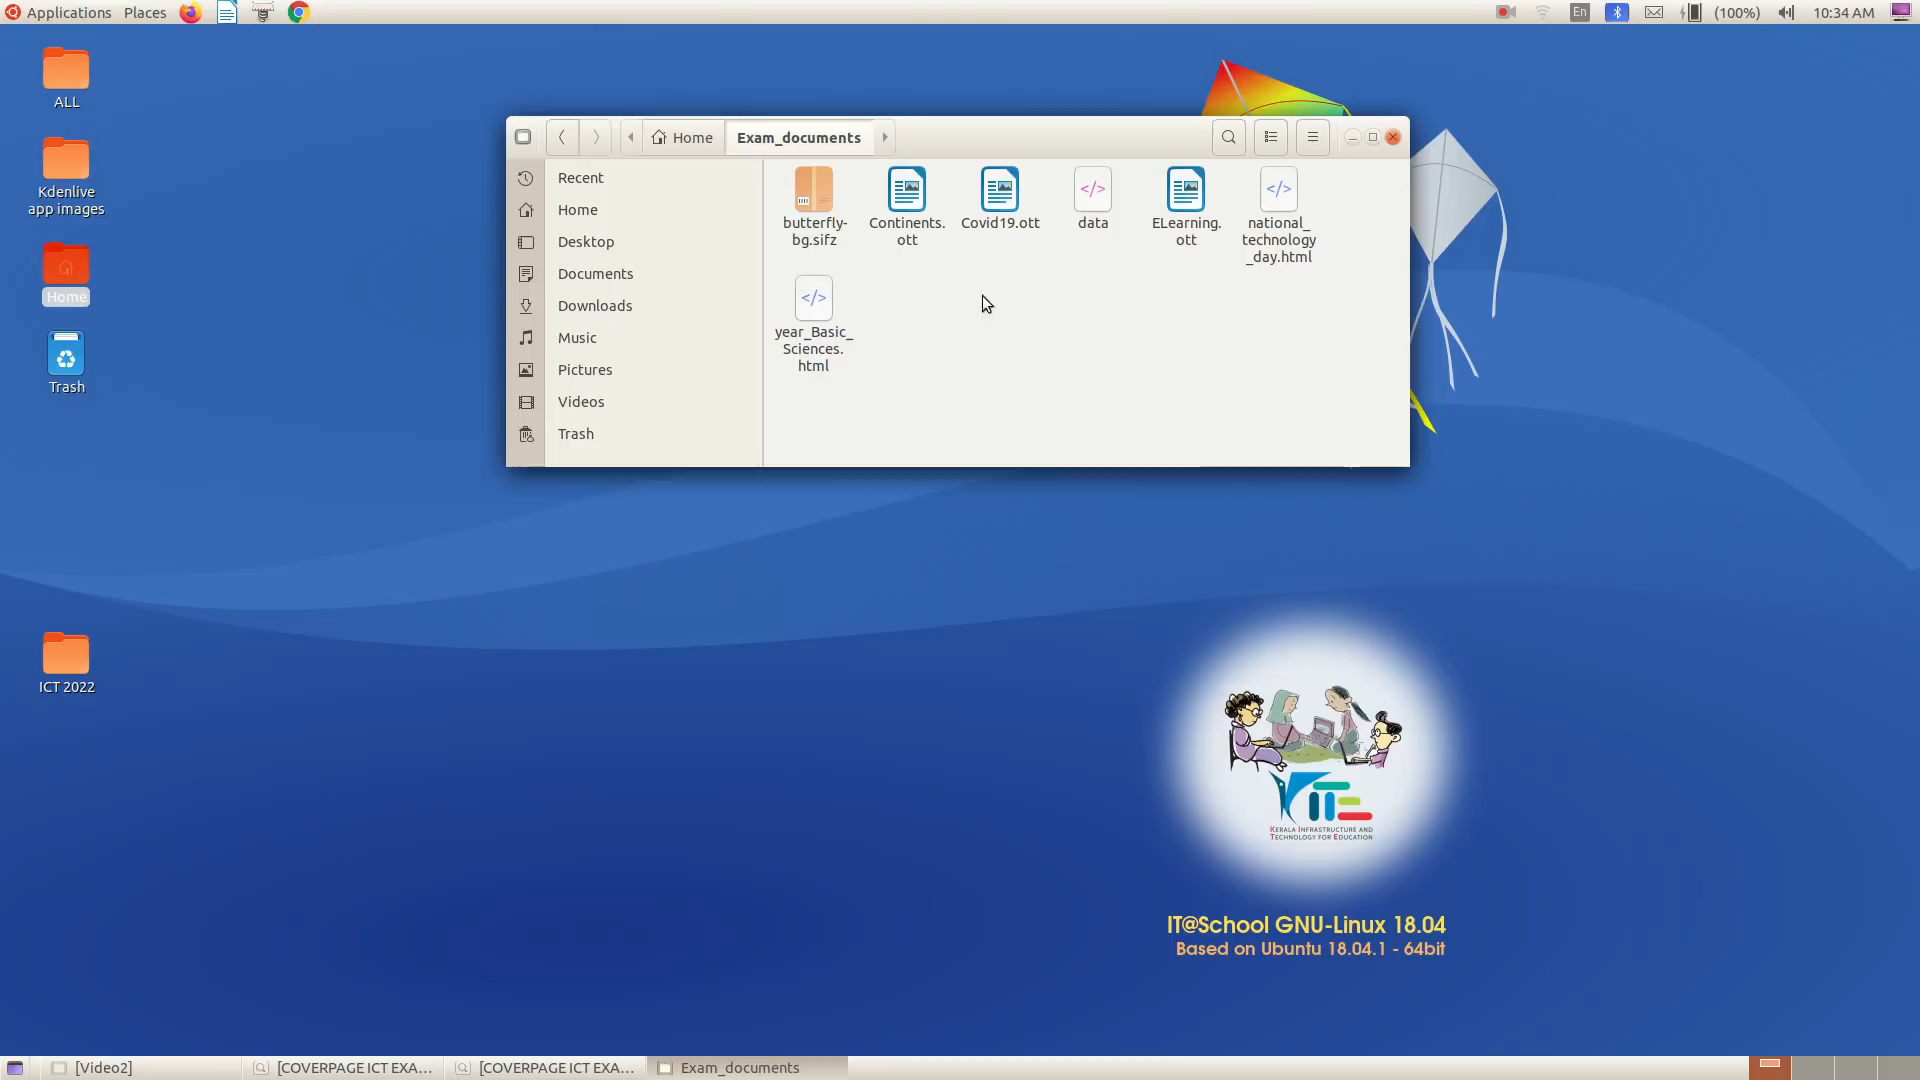 Applications Places
En
(100%)
10:34 AM
ALL
Kdenlive
app images
Home
Trash
ICT 2022
Home
Exam_documents
Recent
Home
Desktop
Documents
Downloads
Music
Pictures
Videos
Trash
butterfly-
bg.sifz
Continents.
ott
Covid19.ott
data
ELearning.
ott
national_
technology
_day.html
year_Basic_
Sciences.
html
KERALA INFRASTRUCTURE AND
TECHNOLOGY FOR EDUCATION
IT@School GNU-Linux 18.04
Based on Ubuntu 18.04.1 - 64bit
[Video2]
[COVERPAGE ICT EXA...
[COVERPAGE ICT EXA...
Exam_documents